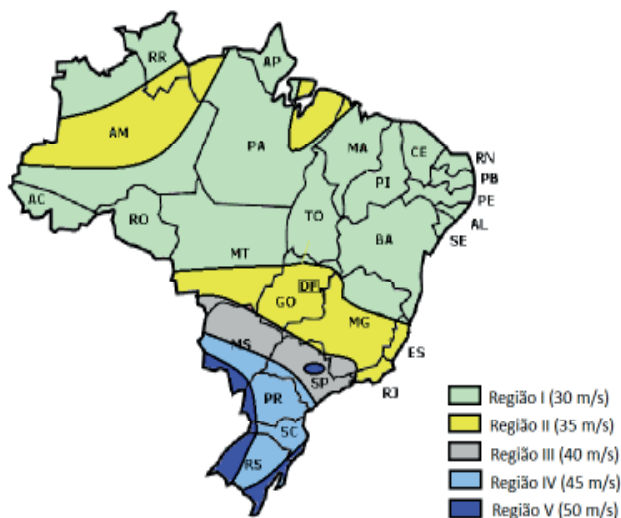 RR
AP
AM
PA
MA
CE
RN
PB
PI
PE
AC
AL
TO
RO
SE
BA
MT
DF
GO
MG
MS
ES
SP
RJ
PR
SC
RS
Região I (30 m/s)
Região II (35 m/s)
Região III (40 m/s)
Região IV (45 m/s)
Região V (50 m/s)